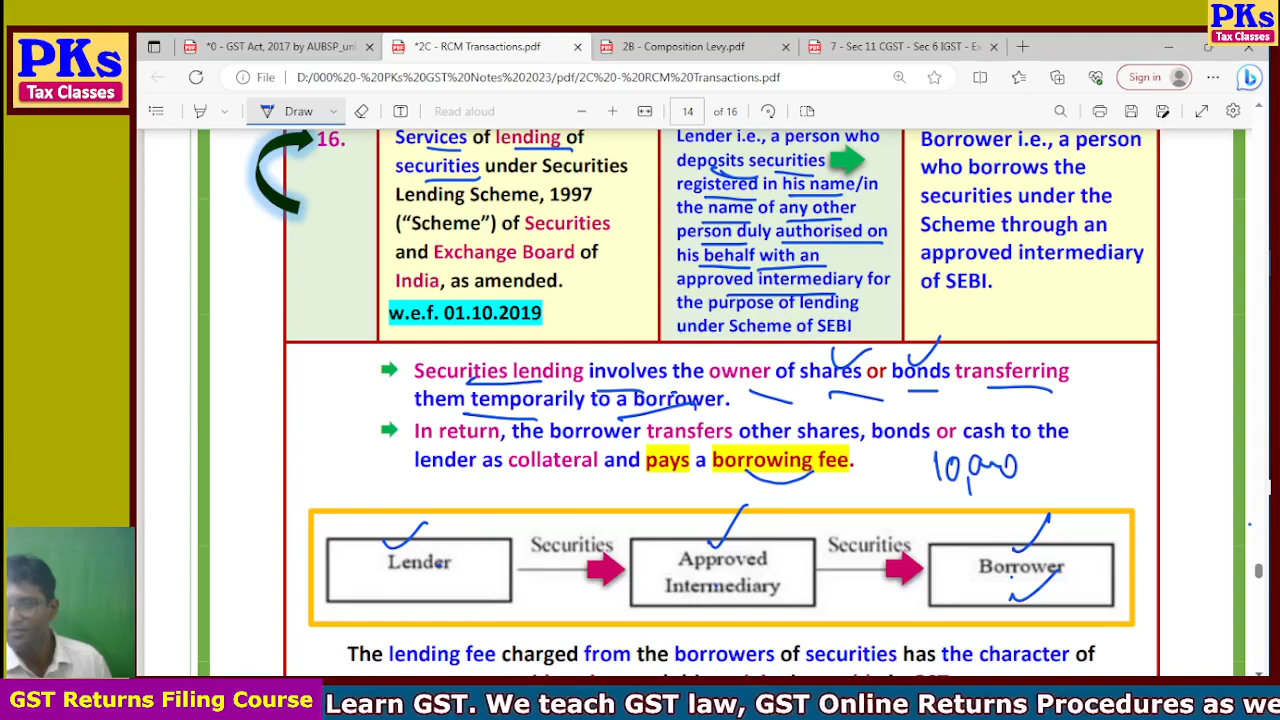 PKs
Tax Classes
PKs
Tax Classes
*0 - GST Act, 2017 by AUBSP_unl
*2C - RCM Transactions.pdf
2B - Composition Levy.pdf
7 - Sec 11 CGST - Sec 6 IGST - Ex
File
D:/000%20-%20PKs%20GST%20Notes%202023/pdf/2C%20-%20RCM%20Transactions.pdf
Sign in
Draw
Read aloud
14 of 16
16.
Services of lending of
securities under Securities
Lending Scheme, 1997
(“Scheme”) of Securities
and Exchange Board of
India, as amended.
w.e.f. 01.10.2019
Lender i.e., a person who
deposits securities
registered in his name/in
the name of any other
person duly authorised on
his behalf with an
approved intermediary for
the purpose of lending
under Scheme of SEBI
Borrower i.e., a person
who borrows the
securities under the
Scheme through an
approved intermediary
of SEBI.
Securities lending involves the owner of shares or bonds transferring
them temporarily to a borrower.
In return, the borrower transfers other shares, bonds or cash to the
lender as collateral and pays a borrowing fee.
10,000
Lender
Securities
Approved
Intermediary
Securities
Borrower
The lending fee charged from the borrowers of securities has the character of
GST Returns Filing Course
Learn GST. We teach GST law, GST Online Returns Procedures as we